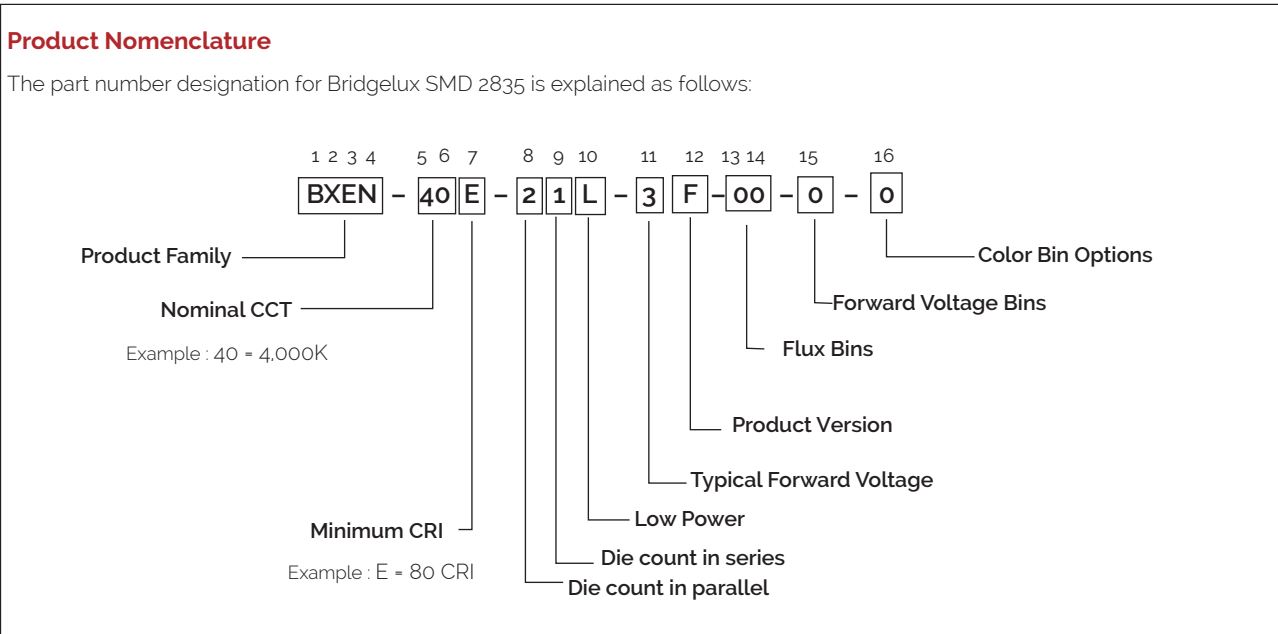 Product Nomenclature
The part number designation for Bridgelux SMD 2835 is explained as follows:
1 2 3 4 5 6 7 8 9 10 11 12 13 14 15 16
BXEN – 40 E – 2 1 L – 3 F – 00 – 0 – 0
Product Family
Color Bin Options
Nominal CCT
Forward Voltage Bins
Example : 40 = 4,000K
Flux Bins
Product Version
Typical Forward Voltage
Low Power
Minimum CRI
Die count in series
Example : E = 80 CRI
Die count in parallel